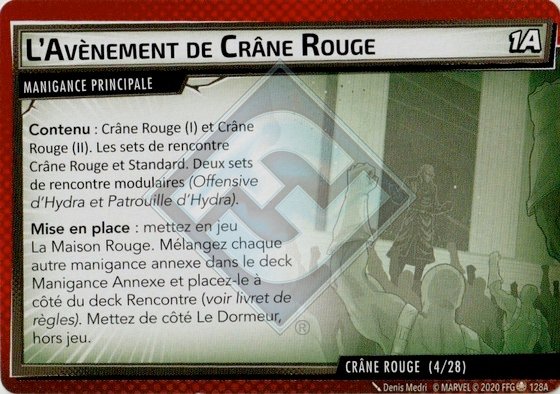 L'Avènement de Crâne Rouge
1A
Manigance Principale
Contenu : Crâne Rouge (I) et Crâne
Rouge (II). Les sets de rencontre
Crâne Rouge et Standard. Deux sets
de rencontre modulaires (Offensive
d'Hydra et Patrouille d'Hydra).
Mise en place : mettez en jeu
La Maison Rouge. Mélangez chaque
autre manigance annexe dans le deck
Manigance Annexe et placez-le à
côté du deck Rencontre (voir livret de
règles). Mettez de côté Le Dormeur,
hors jeu.
®
Crâne Rouge (4/28)
Denis Medri © MARVEL © 2020 FFG 128A